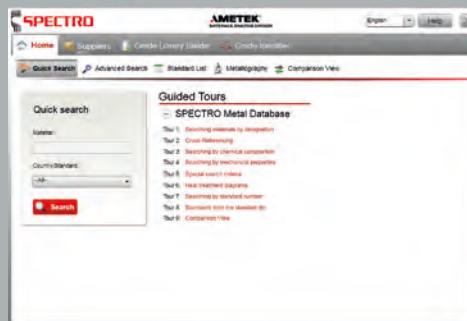 SPECTRO
AMETEK
MATERIALS ANALYSIS DIVISION
English
Help
Home
Suppliers
Grade Library Builder
Grade Identifier
Quick Search
Advanced Search
Standard List
Metallography
Comparison View
Guided Tours
SPECTRO Metal Database
Quick search
Material:
Country/Standard:
-All-
Search
Tour 1: Searching materials by designation
Tour 2: Cross-Referencing
Tour 3: Searching by chemical composition
Tour 4: Searching by mechanical properties
Tour 5: Special search criteria
Tour 6: Heat treatment diagrams
Tour 7: Searching by standard number
Tour 8: Standards from the standard list
Tour 9: Comparison View